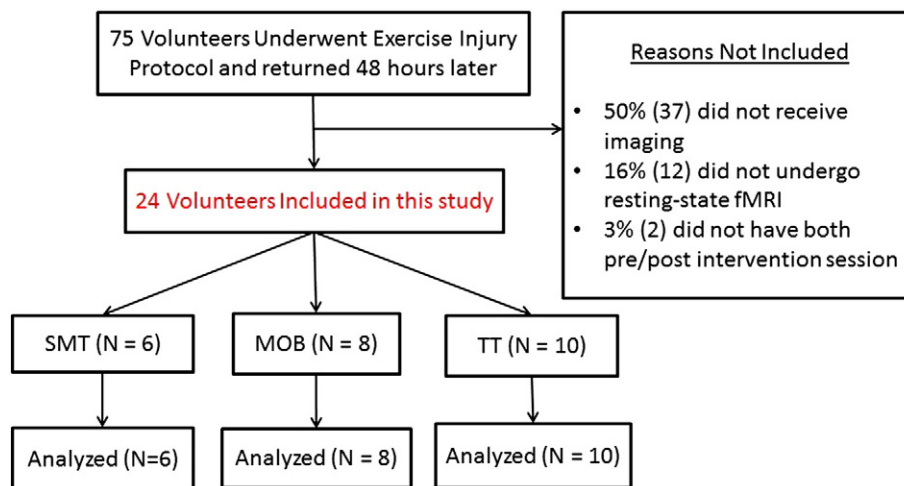 75 Volunteers Underwent Exercise Injury
Protocol and returned 48 hours later
Reasons Not Included
• 50% (37) did not receive
imaging
• 16% (12) did not undergo
resting-state fMRI
• 3% (2) did not have both
pre/post intervention session
24 Volunteers Included in this study
SMT (N = 6)
MOB (N = 8)
TT (N = 10)
Analyzed (N=6)
Analyzed (N = 8)
Analyzed (N = 10)